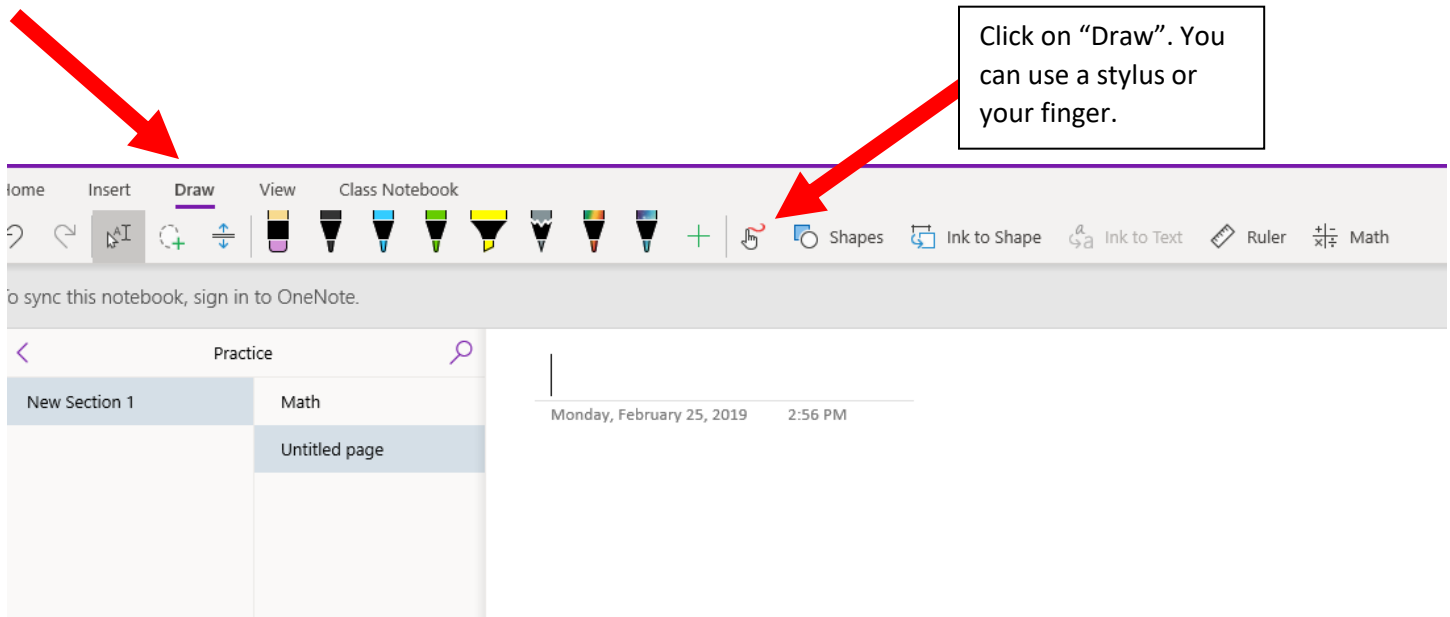 Click on “Draw”. You
can use a stylus or
your finger.
Home Insert Draw View Class Notebook
Shapes Ink to Shape Ink to Text Ruler Math
To sync this notebook, sign in to OneNote.
Practice
New Section 1 Math
Monday, February 25, 2019 2:56 PM
Untitled page